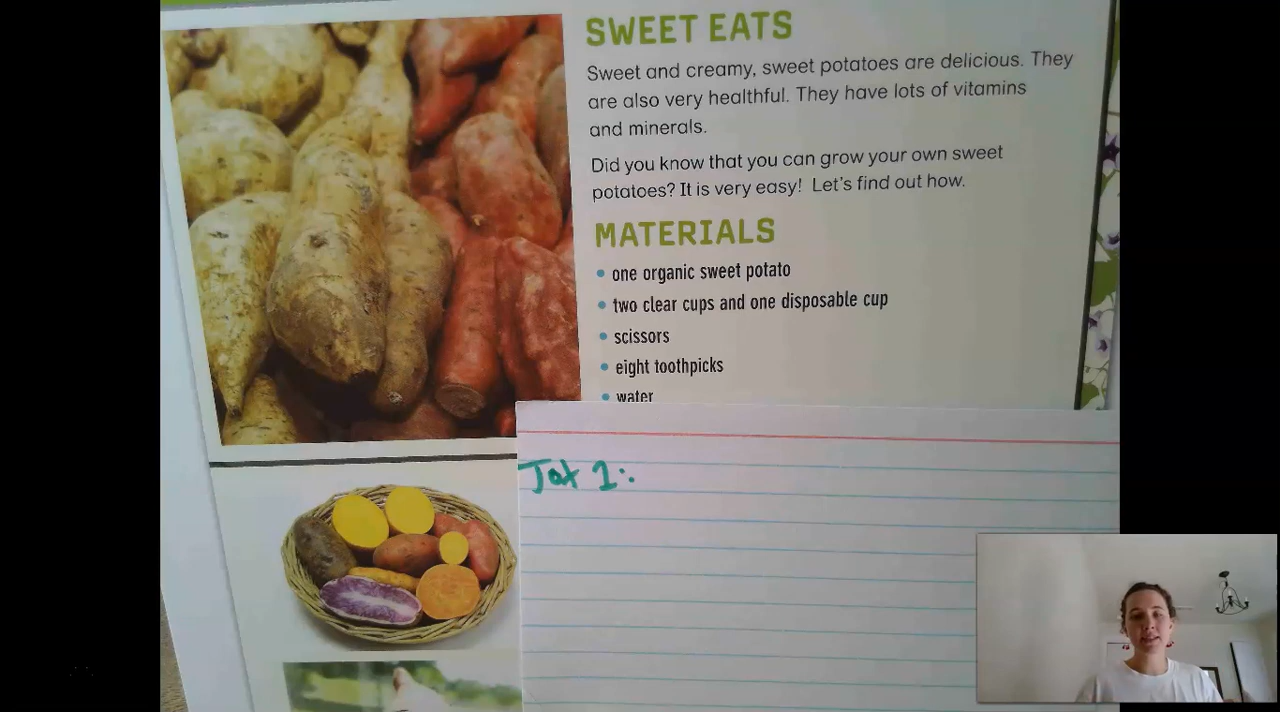 SWEET EATS
Sweet and creamy, sweet potatoes are delicious. They
are also very healthful. They have lots of vitamins
and minerals.
Did you know that you can grow your own sweet
potatoes? It is very easy! Let's find out how.
MATERIALS
• one organic sweet potato
• two clear cups and one disposable cup
• scissors
• eight toothpicks
• water
Jot 1: